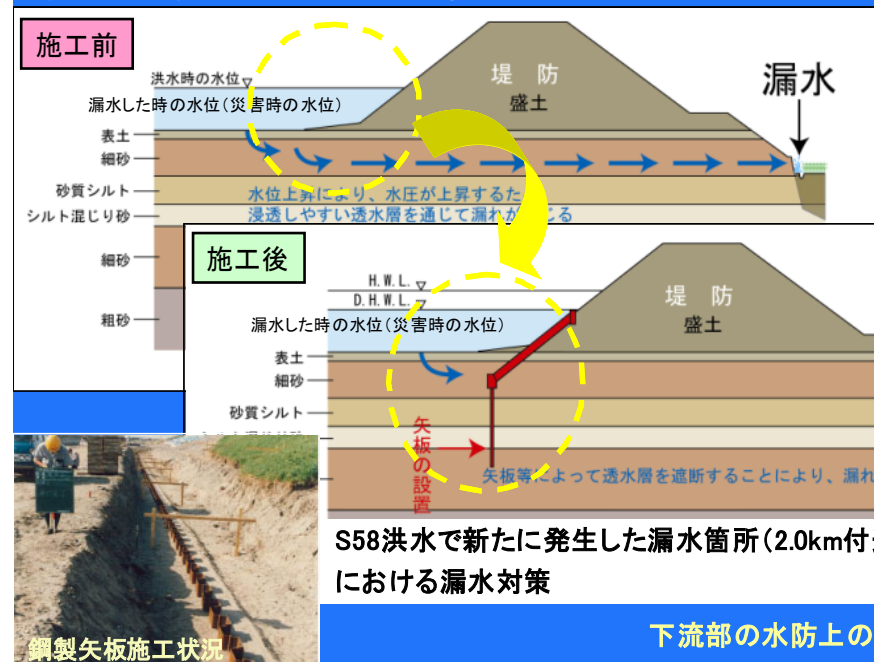 施工前
洪水時の水位
漏水した時の水位(災害時の水位)
堤 防
盛土
漏水
表土
細砂
砂質シルト
シルト混じり砂
細砂
粗砂
水位上昇により、水圧が上昇するた
浸透しやすい透水層を通じて漏れが
じる
施工後
H.W.L.
D.H.W.L.
漏水した時の水位(災害時の水位)
堤 防
盛土
表土
細砂
砂質シルト
矢板の設置
矢板等によって透水層を遮断することにより、漏れ
S58洪水で新たに発生した漏水箇所(2.0km付
における漏水対策
鋼製矢板施工状況
下流部の水防上の